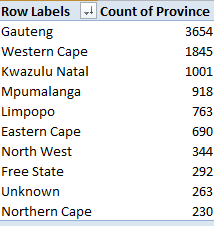 Row Labels Count of Province
Gauteng 3654
Western Cape 1845
Kwazulu Natal 1001
Mpumalanga 918
Limpopo 763
Eastern Cape 690
North West 344
Free State 292
Unknown 263
Northern Cape 230